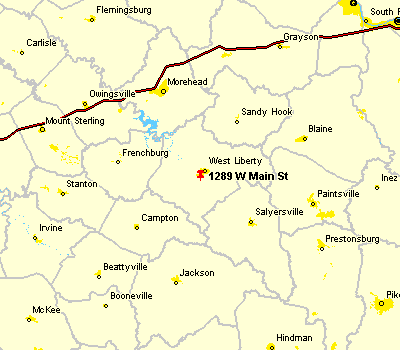 Flemingsburg
South
Grayson
Carlisle
Morehead
Owingsville
Sandy Hook
Mount Sterling
Blaine
Frenchburg
West Liberty
1289 W Main St
Inez
Stanton
Paintsville
Campton
Salyersville
Irvine
Prestonsburg
Beattyville
Jackson
Booneville
McKee
Pike
Hindman